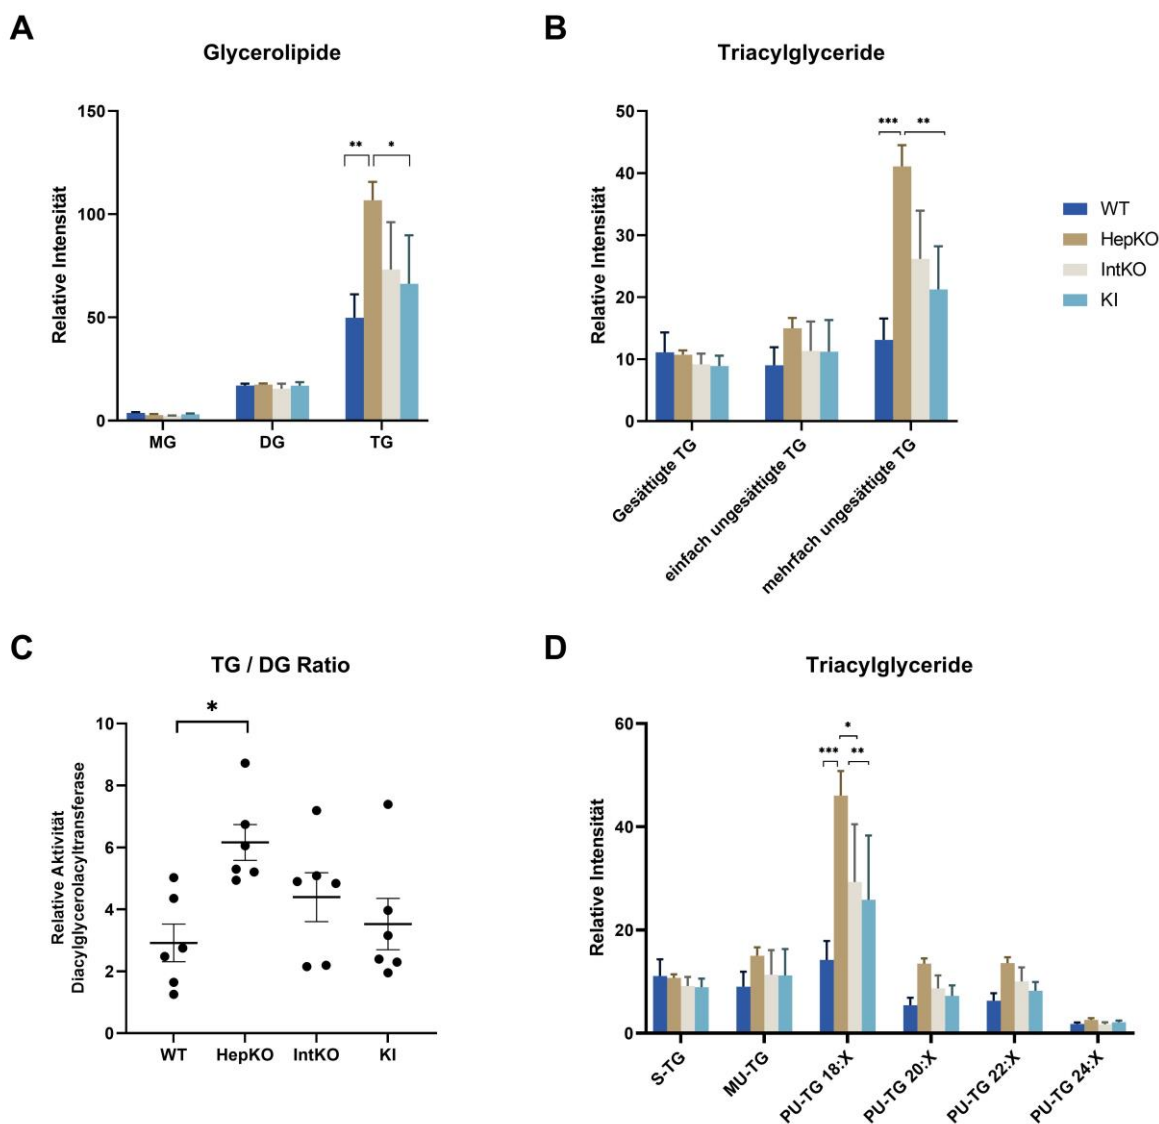 A
Glycerolipide
Relative Intensität
150
100
50
0
** *
MG DG TG
B
Triacylglyceride
Relative Intensität
50
40
30
20
10
0
*** **
Gesättigte TG
einfach ungesättigte TG
mehrfach ungesättigte TG
WT
HepKO
IntKO
KI
C
TG / DG Ratio
Relative Aktivität
Diacylglycerolacyltransferase
10
8
6
4
2
0
*
WT HepKO IntKO KI
D
Triacylglyceride
Relative Intensität
60
40
20
0
*
*** **
S-TG
MU-TG
PU-TG 18:X
PU-TG 20:X
PU-TG 22:X
PU-TG 24:X